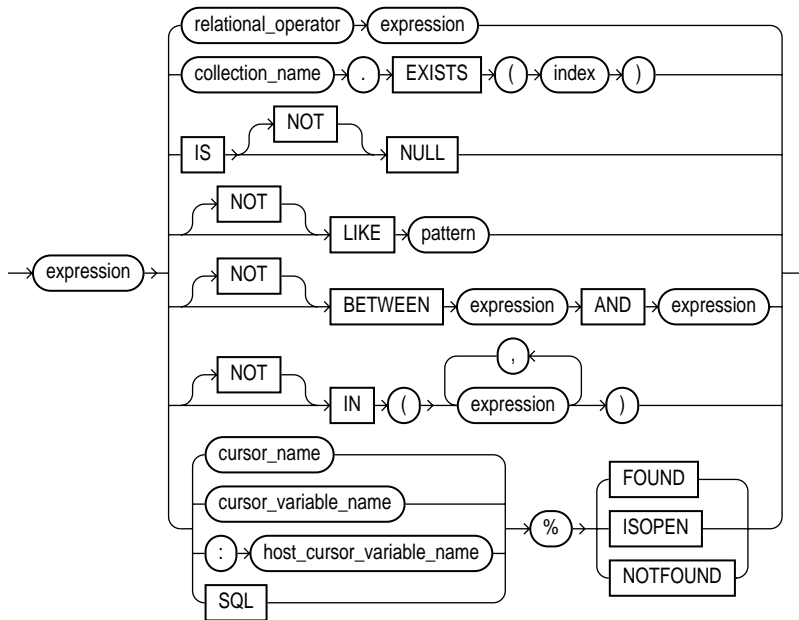 relational_operator expression
collection_name . EXISTS ( index )
NOT
IS NULL
NOT
LIKE pattern
expression
NOT
BETWEEN expression AND expression
,
NOT
IN ( expression )
cursor_name
FOUND
cursor_variable_name
% ISOPEN
: host_cursor_variable_name
NOTFOUND
SQL